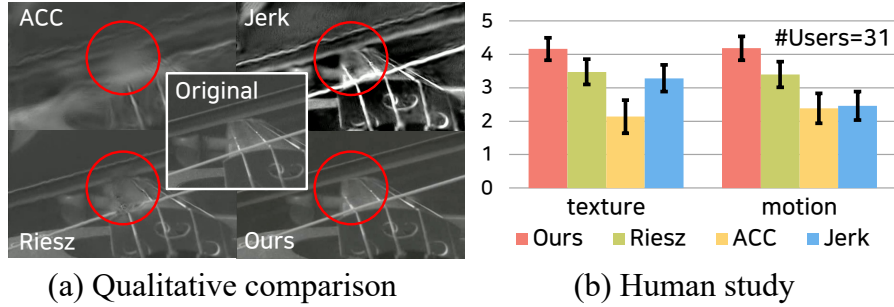 ACC
Jerk
Original
Riesz
Ours
(a) Qualitative comparison
5
4
3
2
1
0
#Users=31
texture
motion
Ours
Riesz
ACC
Jerk
(b) Human study